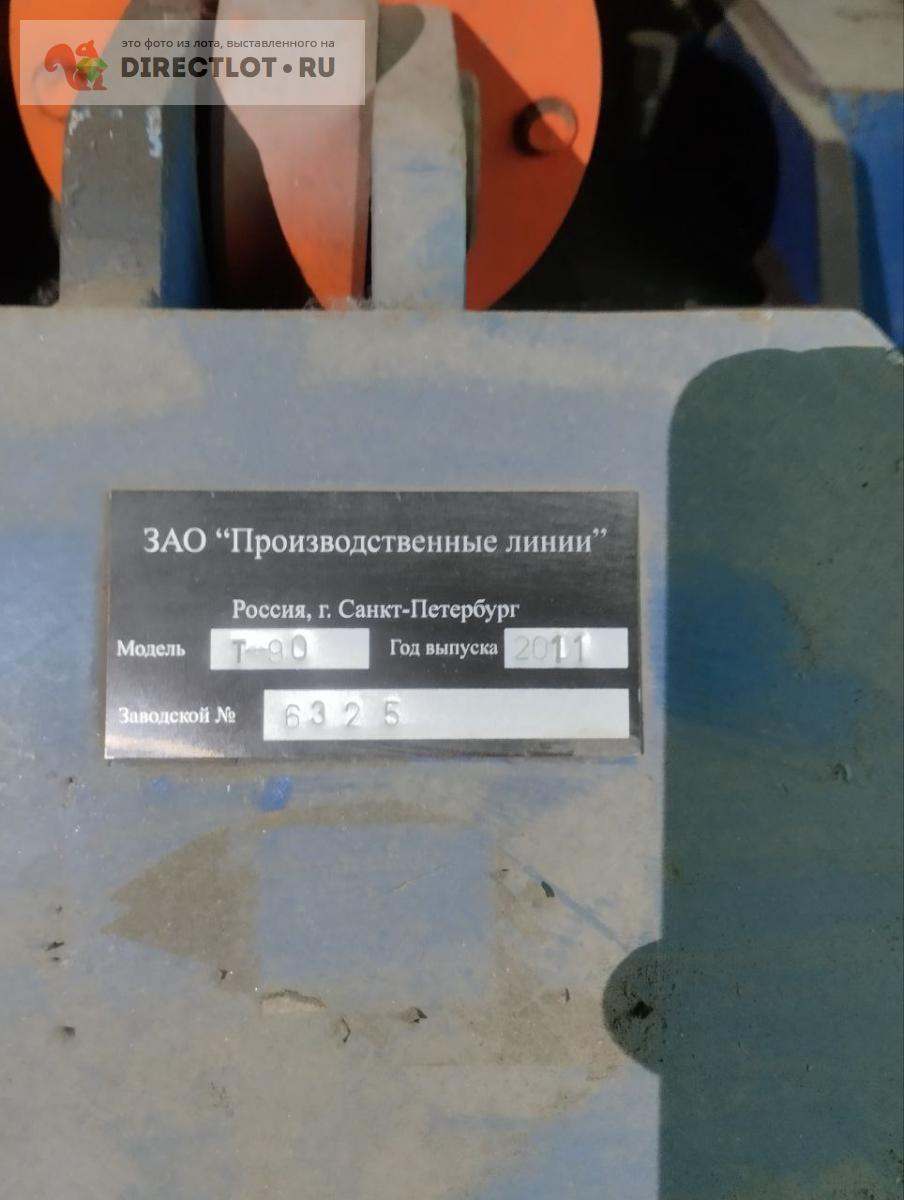 это фото из лота, выставленного на
DIRECTLOT•RU
ЗАО “Производственные линии”
Россия, г. Санкт-Петербург
Модель Т-90 Год выпуска 2011
Заводской № 6325